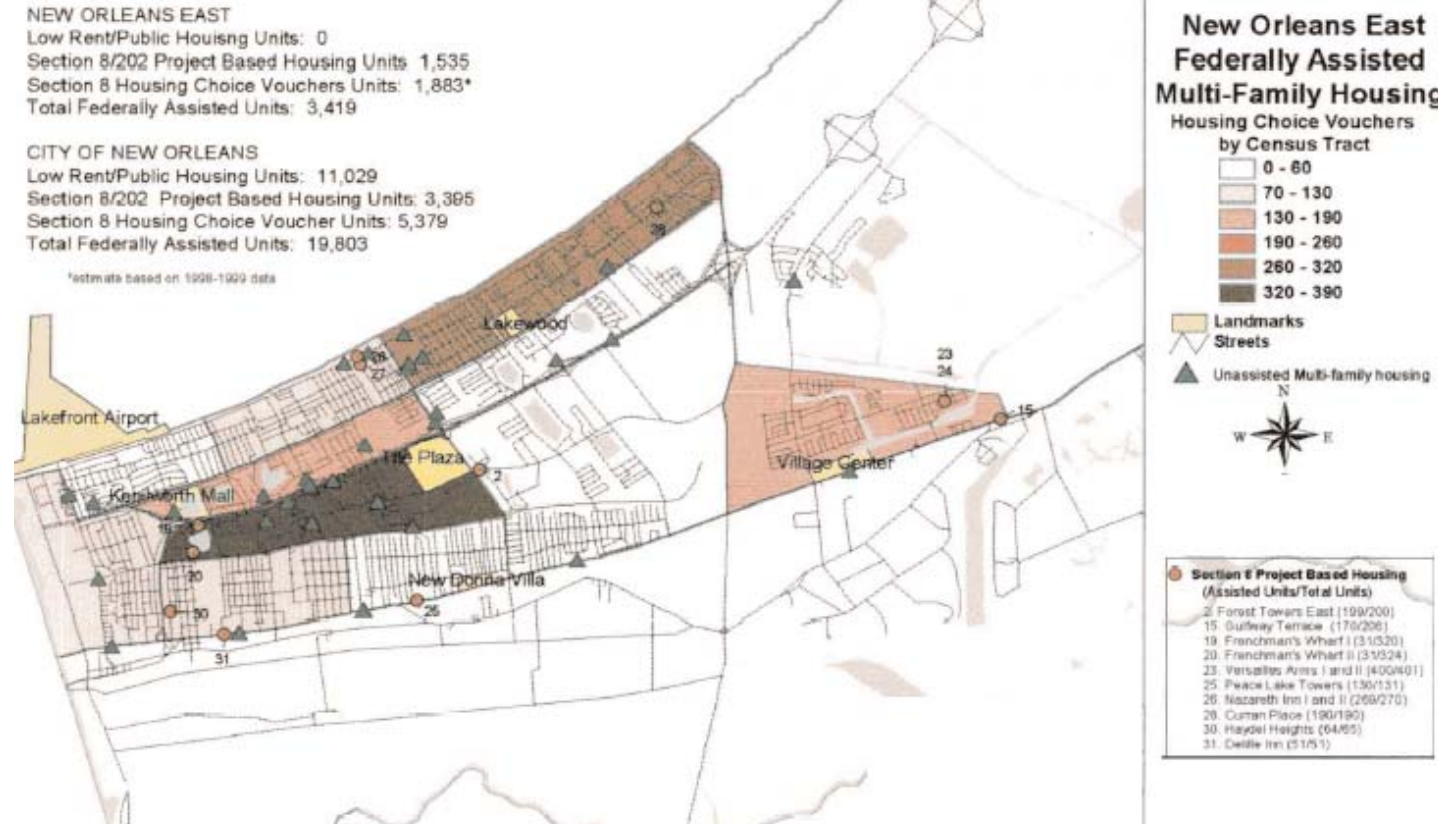 NEW ORLEANS EAST
Low Rent/Public Houisng Units: 0
Section 8/202 Project Based Housing Units 1,535
Section 8 Housing Choice Vouchers Units: 1,883*
Total Federally Assisted Units: 3,419
CITY OF NEW ORLEANS
Low Rent/Public Housing Units: 11,029
Section 8/202 Project Based Housing Units: 3,395
Section 8 Housing Choice Voucher Units: 5,379
Total Federally Assisted Units: 19,803
*estimate based on 1998-1999 data
New Orleans East
Federally Assisted
Multi-Family Housing
Housing Choice Vouchers
by Census Tract
0 - 60
70 - 130
130 - 190
190 - 260
260 - 320
320 - 390
Landmarks
Streets
Unassisted Multi-family housing
N
W E
28
Lakewood
26
27
23
24
15
Lakefront Airport
Plaza
2
Village Center
Kenilworth Mall
19
20
New Donna Villa
25
30
31
Section 8 Project Based Housing
(Assisted Units/Total Units)
2. Forest Towers East (199/200)
15. Gulfway Terrace (170/206)
19. Frenchman's Wharf I (31/320)
20. Frenchman's Wharf II (31/324)
23. Versailles Arms I and II (400/401)
25. Peace Lake Towers (130/131)
26. Nazareth Inn I and II (269/270)
28. Curran Place (190/190)
30. Haydel Heights (64/65)
31. Delille Inn (51/51)